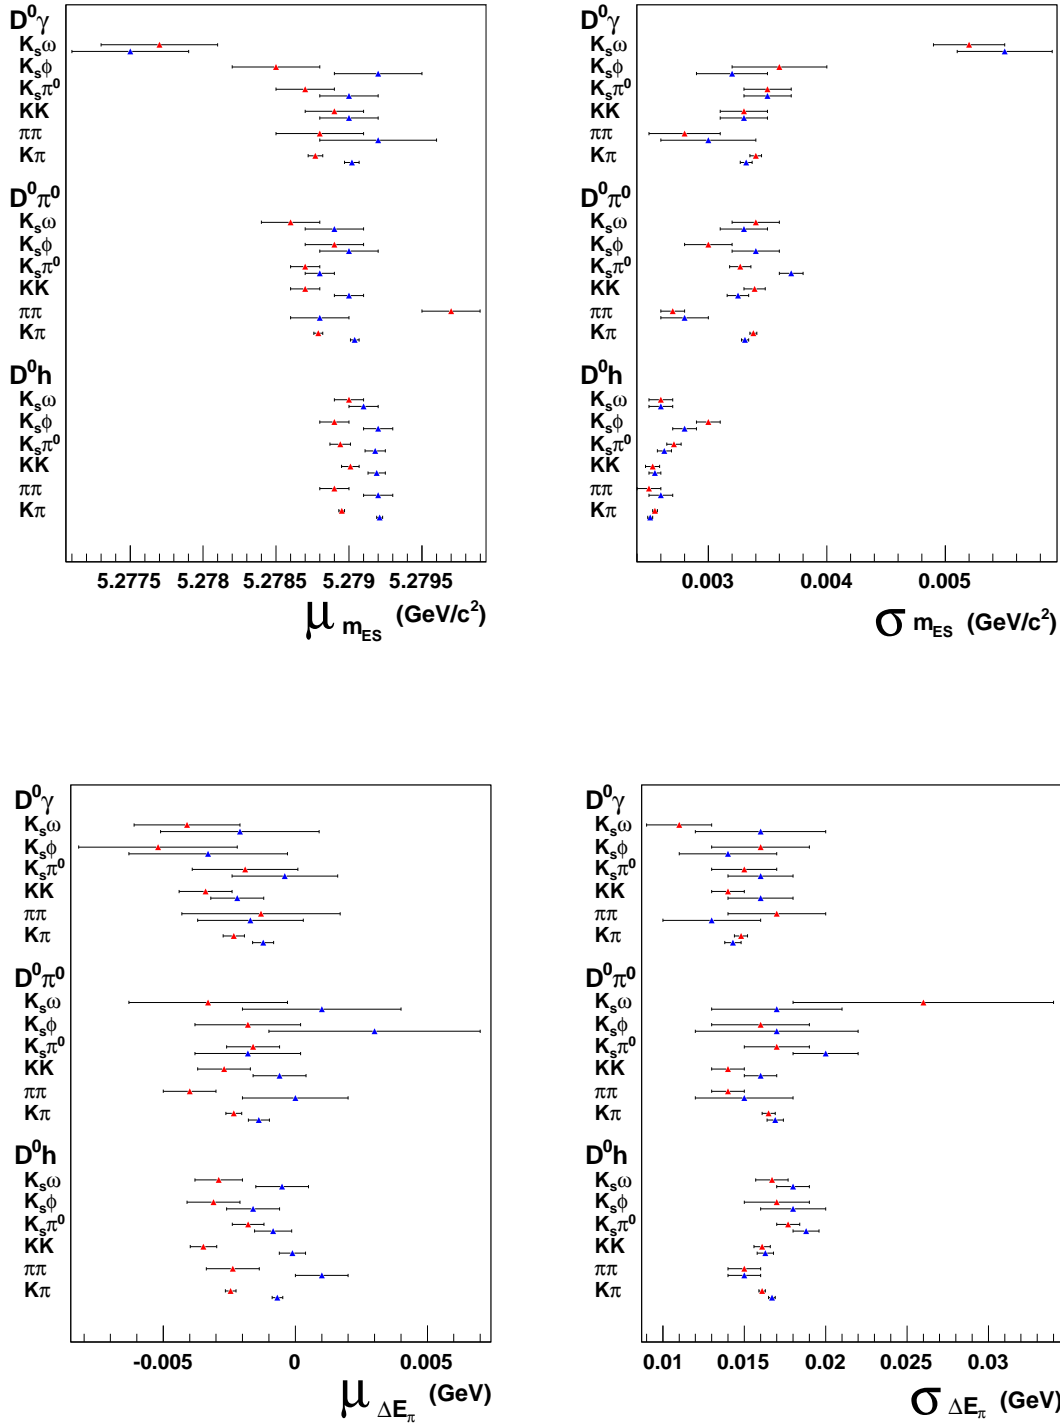 D⁰γ
Kₛω
Kₛϕ
Kₛπ⁰
KK
ππ
Kπ
D⁰π⁰
Kₛω
Kₛϕ
Kₛπ⁰
KK
ππ
Kπ
D⁰h
Kₛω
Kₛϕ
Kₛπ⁰
KK
ππ
Kπ
5.2775 5.278 5.2785 5.279 5.2795
μ m_ES (GeV/c²)
D⁰γ
Kₛω
Kₛϕ
Kₛπ⁰
KK
ππ
Kπ
D⁰π⁰
Kₛω
Kₛϕ
Kₛπ⁰
KK
ππ
Kπ
D⁰h
Kₛω
Kₛϕ
Kₛπ⁰
KK
ππ
Kπ
0.003 0.004 0.005
σ m_ES (GeV/c²)
D⁰γ
Kₛω
Kₛϕ
Kₛπ⁰
KK
ππ
Kπ
D⁰π⁰
Kₛω
Kₛϕ
Kₛπ⁰
KK
ππ
Kπ
D⁰h
Kₛω
Kₛϕ
Kₛπ⁰
KK
ππ
Kπ
-0.005 0 0.005
μ ΔE_π (GeV)
D⁰γ
Kₛω
Kₛϕ
Kₛπ⁰
KK
ππ
Kπ
D⁰π⁰
Kₛω
Kₛϕ
Kₛπ⁰
KK
ππ
Kπ
D⁰h
Kₛω
Kₛϕ
Kₛπ⁰
KK
ππ
Kπ
0.01 0.015 0.02 0.025 0.03
σ ΔE_π (GeV)